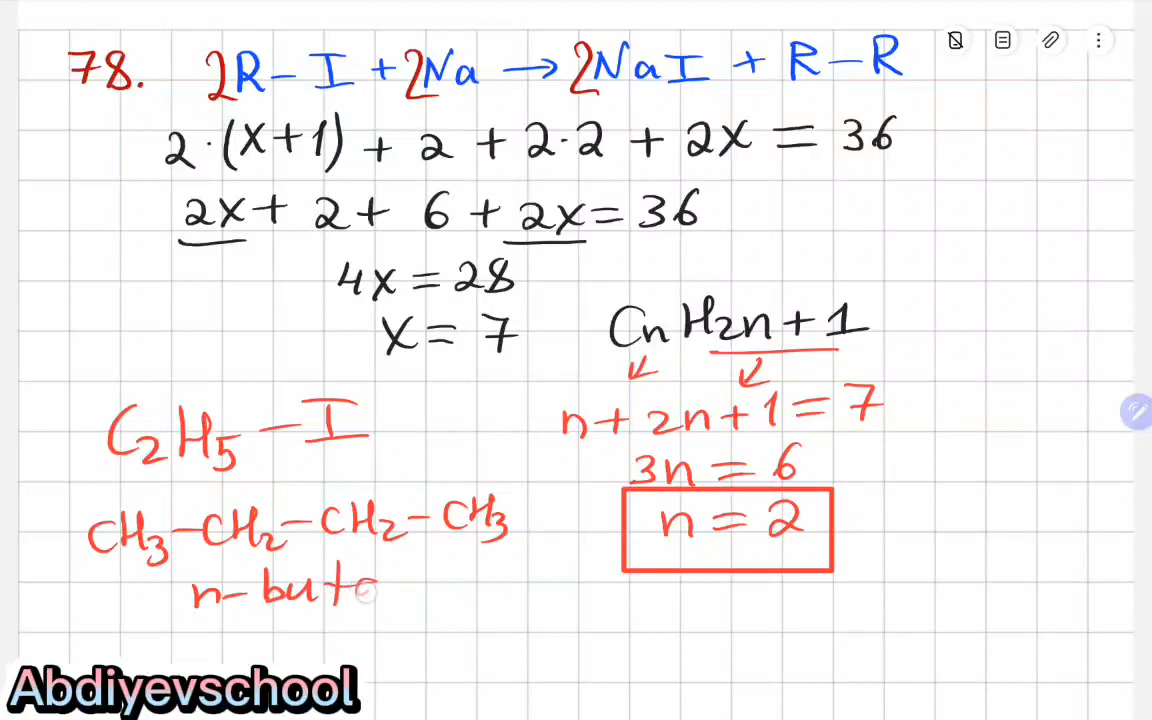 78. 2R-I + 2Na → 2NaI + R-R
2·(x+1) + 2 + 2·2 + 2x = 36
2x + 2 + 6 + 2x = 36
4x = 28
x = 7
CnH2n+1
n + 2n + 1 = 7
3n = 6
n = 2
C2H5-I
CH3-CH2-CH2-CH3
n-buta
Abdiyevschool